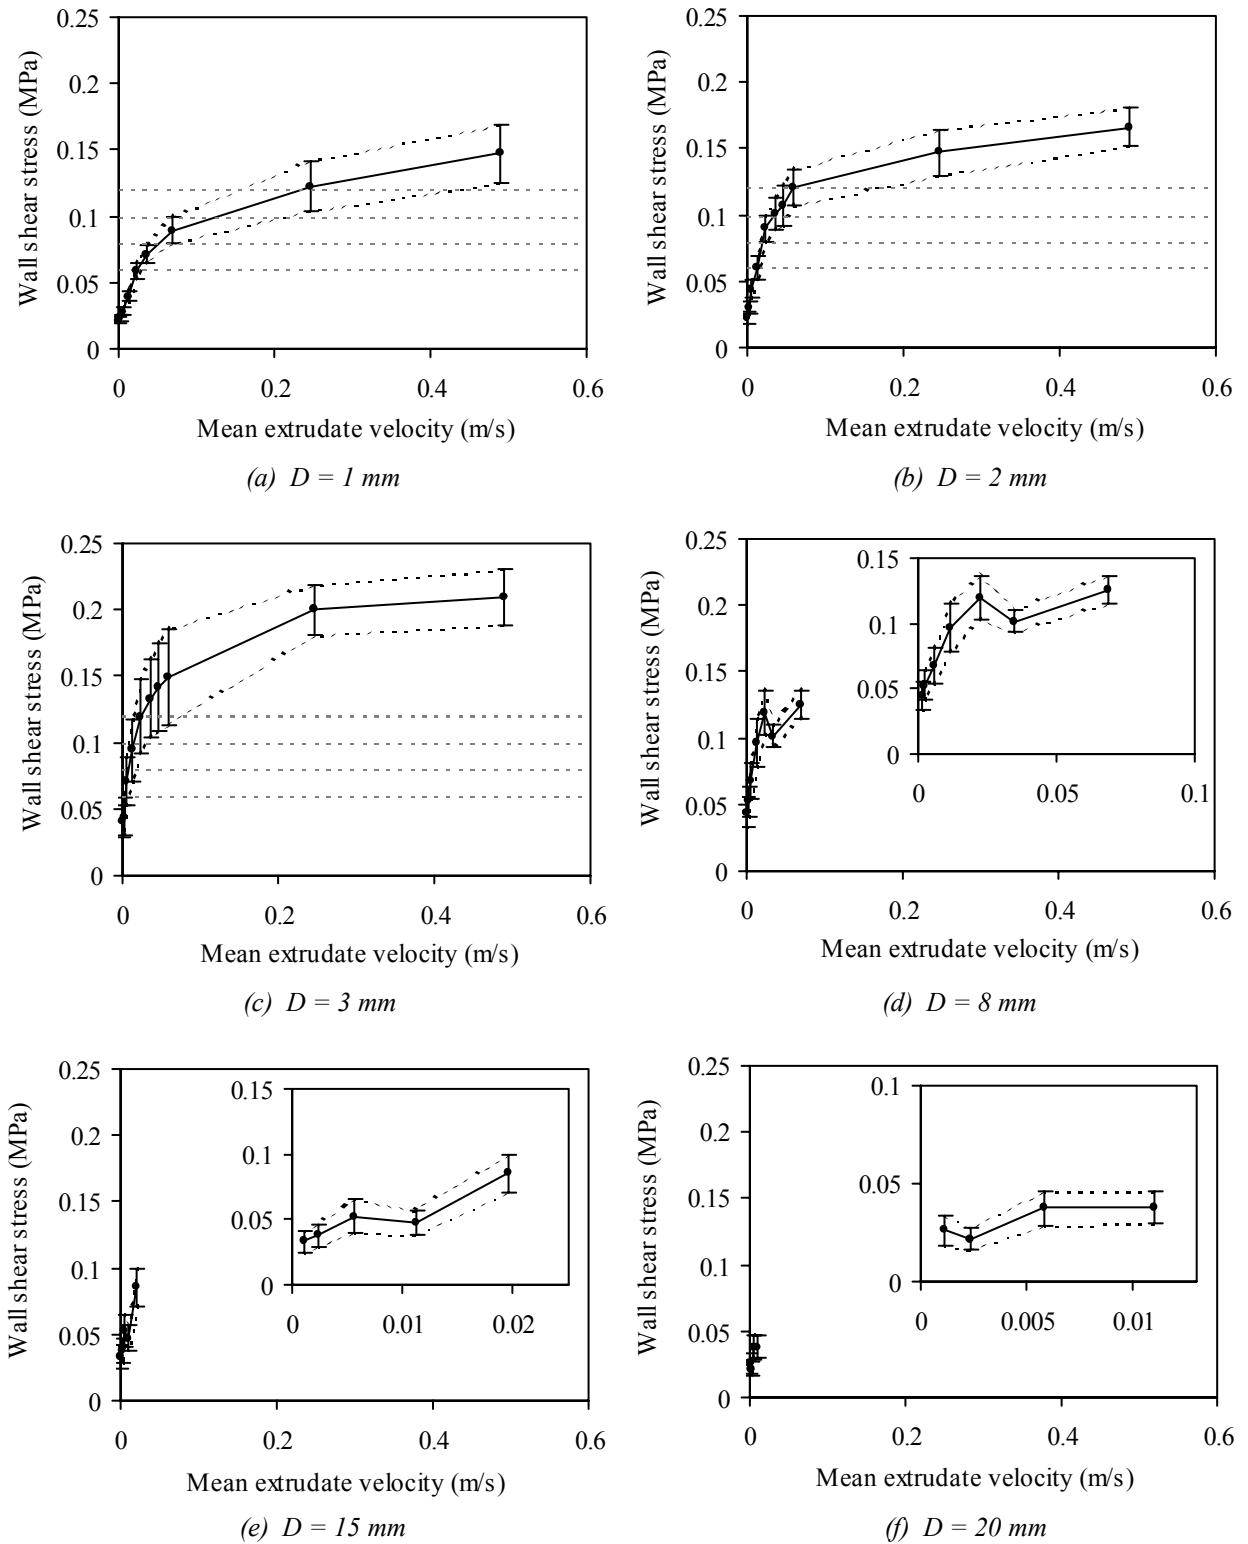 0.25
0.2
0.15
0.1
0.05
0
0 0.2 0.4 0.6
Wall shear stress (MPa)
Mean extrudate velocity (m/s)
(a) D = 1 mm
0.25
0.2
0.15
0.1
0.05
0
0 0.2 0.4 0.6
Wall shear stress (MPa)
Mean extrudate velocity (m/s)
(b) D = 2 mm
0.25
0.2
0.15
0.1
0.05
0
0 0.2 0.4 0.6
Wall shear stress (MPa)
Mean extrudate velocity (m/s)
(c) D = 3 mm
0.25
0.2
0.15
0.1
0.05
0
0 0.2 0.4 0.6
Wall shear stress (MPa)
0.15
0.1
0.05
0
0 0.05 0.1
Mean extrudate velocity (m/s)
(d) D = 8 mm
0.25
0.2
0.15
0.1
0.05
0
0 0.2 0.4 0.6
Wall shear stress (MPa)
0.15
0.1
0.05
0
0 0.01 0.02
Mean extrudate velocity (m/s)
(e) D = 15 mm
0.25
0.2
0.15
0.1
0.05
0
0 0.2 0.4 0.6
Wall shear stress (MPa)
0.1
0.05
0
0 0.005 0.01
Mean extrudate velocity (m/s)
(f) D = 20 mm